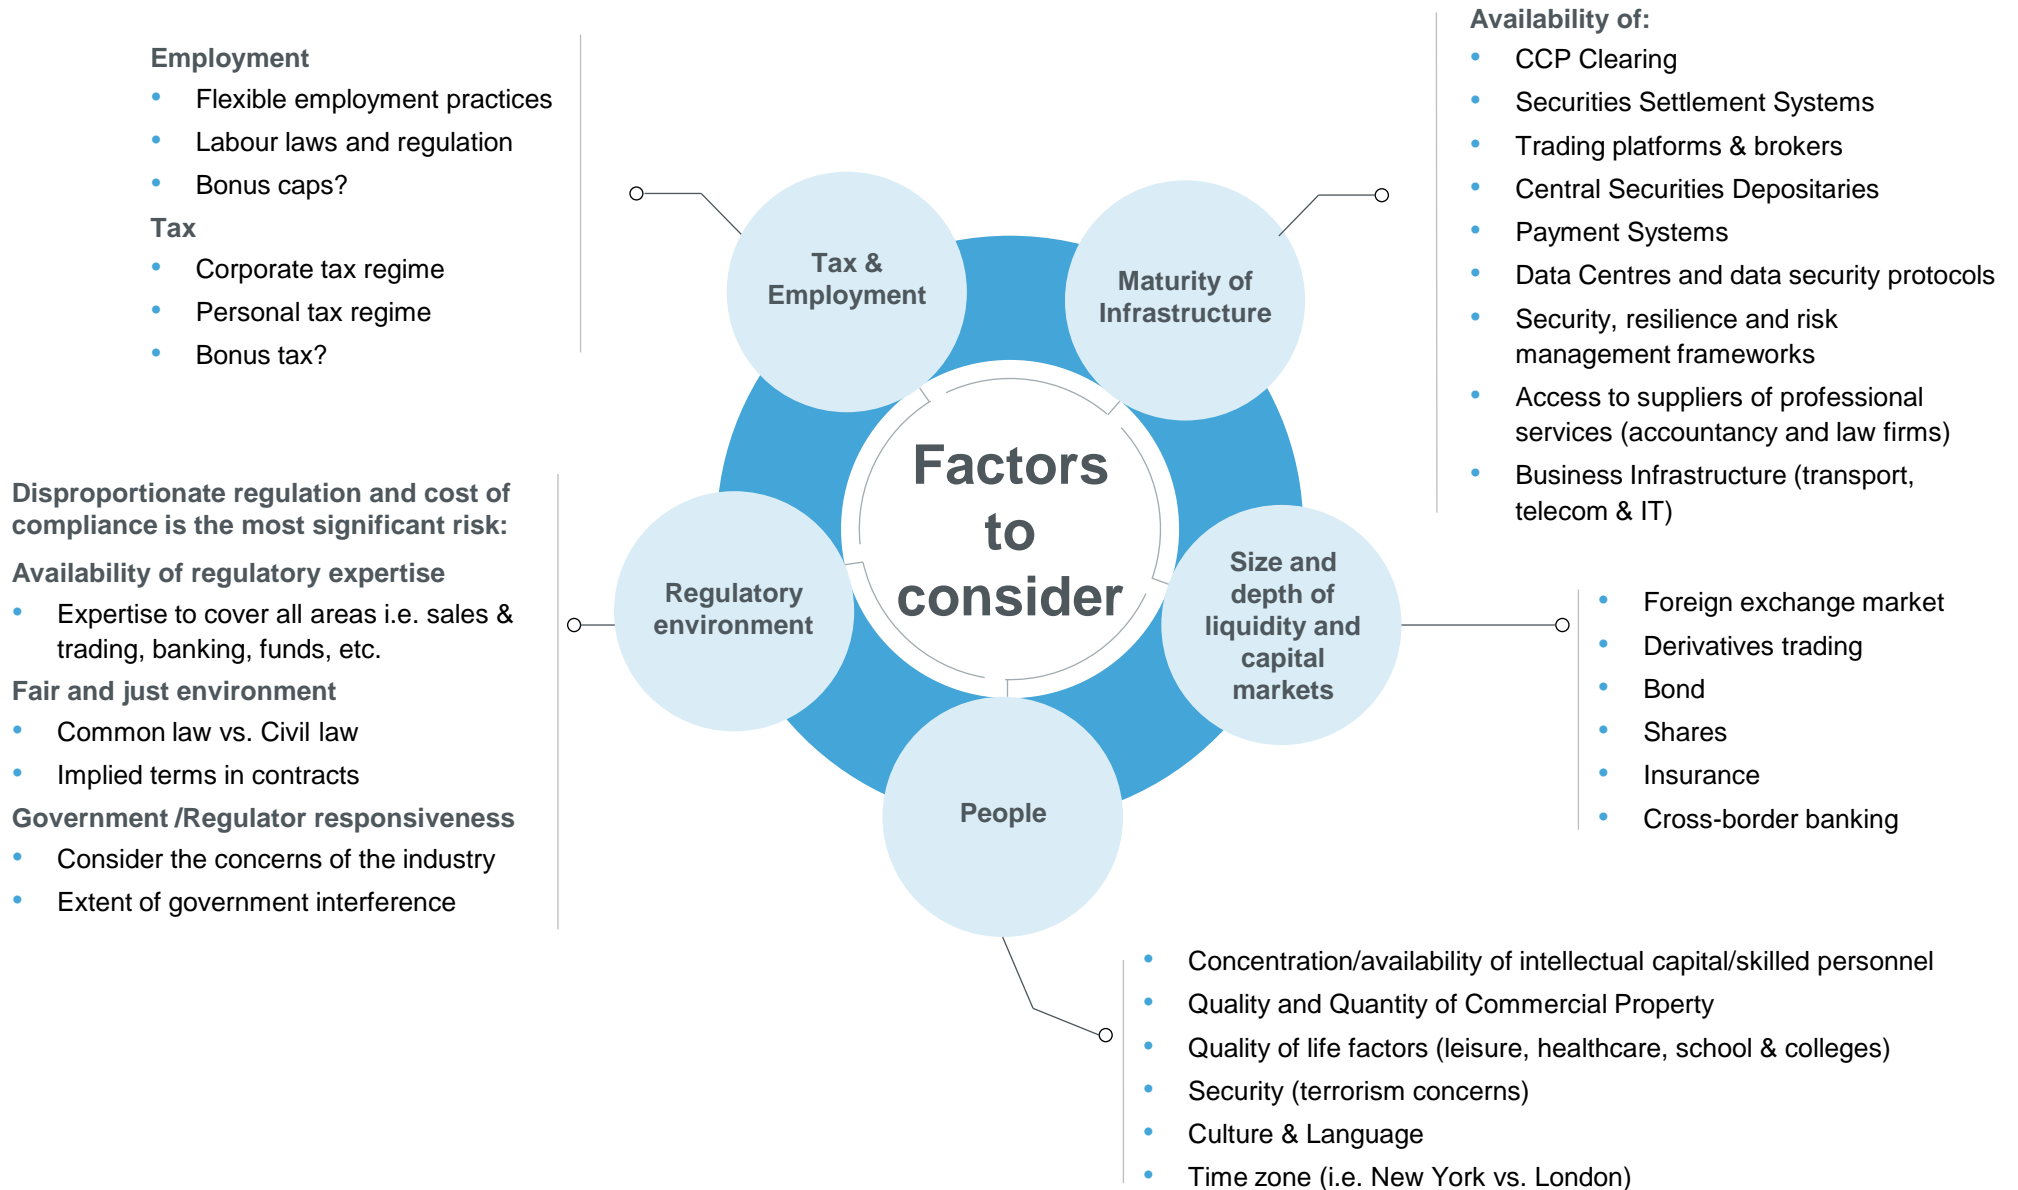 Employment
Flexible employment practices
Labour laws and regulation
Bonus caps?
Tax
Corporate tax regime
Personal tax regime
Bonus tax?
Disproportionate regulation and cost of
compliance is the most significant risk:
Availability of regulatory expertise
Expertise to cover all areas i.e. sales &
trading, banking, funds, etc.
Fair and just environment
Common law vs. Civil law
Implied terms in contracts
Government /Regulator responsiveness
Consider the concerns of the industry
Extent of government interference
Tax &
Employment
Maturity of
Infrastructure
Factors
to
consider
Regulatory
environment
Size and
depth of
liquidity and
capital
markets
People
Availability of:
CCP Clearing
Securities Settlement Systems
Trading platforms & brokers
Central Securities Depositaries
Payment Systems
Data Centres and data security protocols
Security, resilience and risk
management frameworks
Access to suppliers of professional
services (accountancy and law firms)
Business Infrastructure (transport,
telecom & IT)
Foreign exchange market
Derivatives trading
Bond
Shares
Insurance
Cross-border banking
Concentration/availability of intellectual capital/skilled personnel
Quality and Quantity of Commercial Property
Quality of life factors (leisure, healthcare, school & colleges)
Security (terrorism concerns)
Culture & Language
Time zone (i.e. New York vs. London)